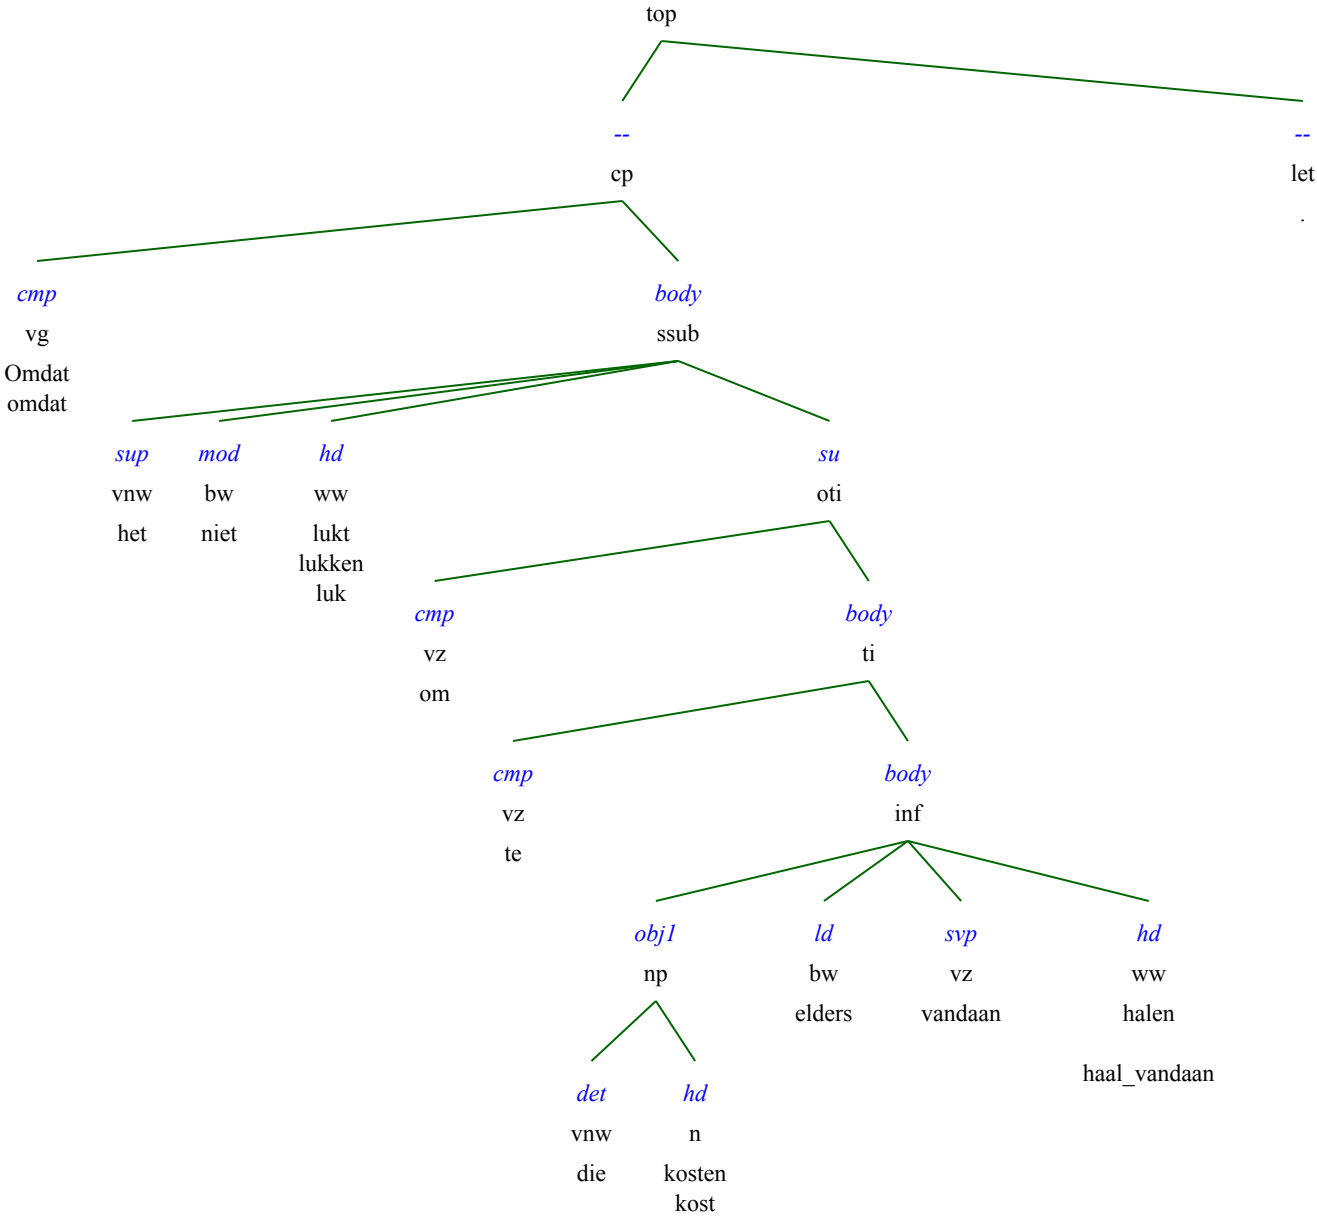 top
-- --
cp let
.
cmp body
vg ssub
Omdat
omdat
sup mod hd su
vnw bw ww oti
het niet lukt
lukken
luk
cmp body
vz ti
om
cmp body
vz inf
te
obj1 ld svp hd
np bw vz ww
elders vandaan halen
haal_vandaan
det hd
vnw n
die kosten
kost